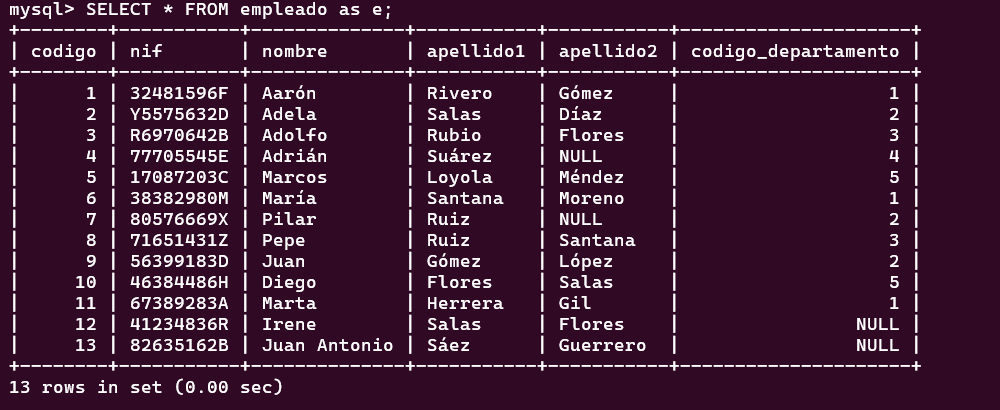 mysql> SELECT * FROM empleado as e;
+--------+-----------+--------------+-----------+-----------+---------------------+
| codigo | nif       | nombre       | apellido1 | apellido2 | codigo_departamento |
+--------+-----------+--------------+-----------+-----------+---------------------+
|      1 | 32481596F | Aarón        | Rivero    | Gómez     |                   1 |
|      2 | Y5575632D | Adela        | Salas     | Díaz      |                   2 |
|      3 | R6970642B | Adolfo       | Rubio     | Flores    |                   3 |
|      4 | 77705545E | Adrián       | Suárez    | NULL      |                   4 |
|      5 | 17087203C | Marcos       | Loyola    | Méndez    |                   5 |
|      6 | 38382980M | María        | Santana   | Moreno    |                   1 |
|      7 | 80576669X | Pilar        | Ruiz      | NULL      |                   2 |
|      8 | 71651431Z | Pepe         | Ruiz      | Santana   |                   3 |
|      9 | 56399183D | Juan         | Gómez     | López     |                   2 |
|     10 | 46384486H | Diego        | Flores    | Salas     |                   5 |
|     11 | 67389283A | Marta        | Herrera   | Gil       |                   1 |
|     12 | 41234836R | Irene        | Salas     | Flores    |                NULL |
|     13 | 82635162B | Juan Antonio | Sáez      | Guerrero  |                NULL |
+--------+-----------+--------------+-----------+-----------+---------------------+
13 rows in set (0.00 sec)